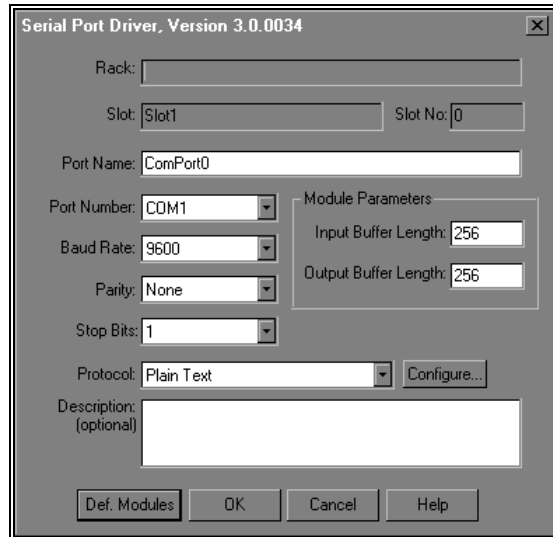 Serial Port Driver, Version 3.0.0034
Rack:
Slot: Slot1 Slot No: 0
Port Name: ComPort0
Port Number: COM1
Module Parameters
Input Buffer Length: 256
Baud Rate: 9600
Output Buffer Length: 256
Parity: None
Stop Bits: 1
Protocol: Plain Text Configure...
Description:
(optional)
Def. Modules OK Cancel Help